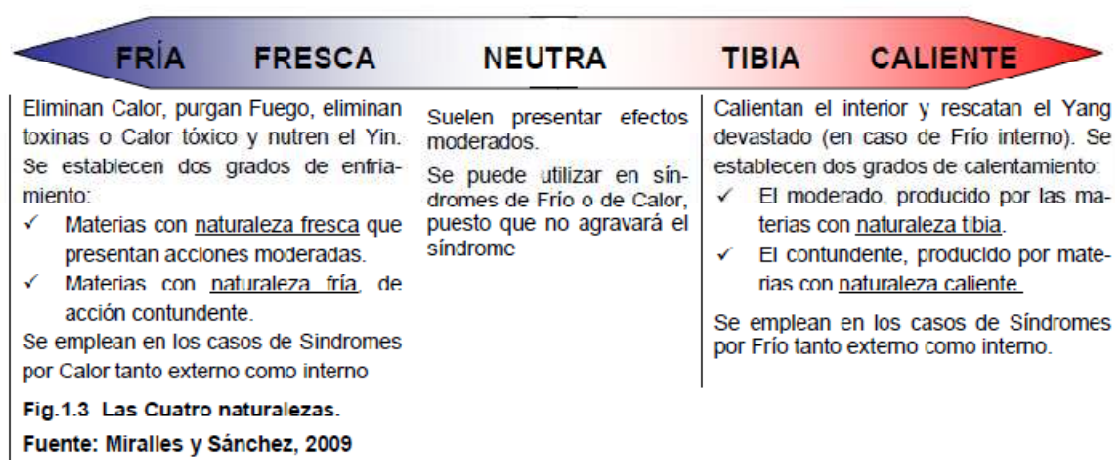 FRÍA FRESCA NEUTRA TIBIA CALIENTE
Eliminan Calor, purgan Fuego, eliminan
toxinas o Calor tóxico y nutren el Yin.
Se establecen dos grados de enfria-
miento:
✓ Materias con naturaleza fresca que
presentan acciones moderadas.
✓ Materias con naturaleza fría, de
acción contundente.
Se emplean en los casos de Sindromes
por Calor tanto externo como interno
Fig.1.3 Las Cuatro naturalezas.
Fuente: Miralles y Sánchez, 2009
Suelen presentar efectos
moderados.
Se puede utilizar en sín-
dromes de Frío o de Calor,
puesto que no agravará el
síndrome
Calientan el interior y rescatan el Yang
devastado (en caso de Frío interno). Se
establecen dos grados de calentamiento:
✓ El moderado, producido por las ma-
terias con naturaleza tibia.
✓ El contundente, producido por mate-
rias con naturaleza caliente.
Se emplean en los casos de Síndromes
por Frío tanto externo como interno.